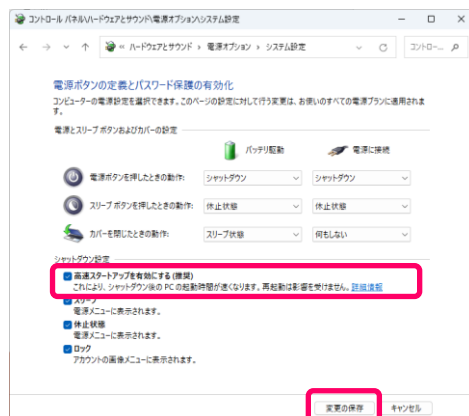 コントロール パネル\ハードウェアとサウンド\電源オプション\システム設定
« ハードウェアとサウンド › 電源オプション › システム設定
コントロー...
電源ボタンの定義とパスワード保護の有効化
コンピューターの電源設定を選択できます。このページの設定に対して行う変更は、お使いのすべての電源プランに適用されま
す。
電源とスリープ ボタンおよびカバーの設定
バッテリ駆動 電源に接続
電源ボタンを押したときの動作: シャットダウン シャットダウン
スリープ ボタンを押したときの動作: 休止状態 休止状態
カバーを閉じたときの動作: スリープ状態 何もしない
シャットダウン設定
高速スタートアップを有効にする (推奨)
これにより、シャットダウン後の PC の起動時間が速くなります。再起動は影響を受けません。詳細情報
スリープ
電源メニューに表示されます。
休止状態
電源メニューに表示されます。
ロック
アカウントの画像メニューに表示されます。
変更の保存 キャンセル